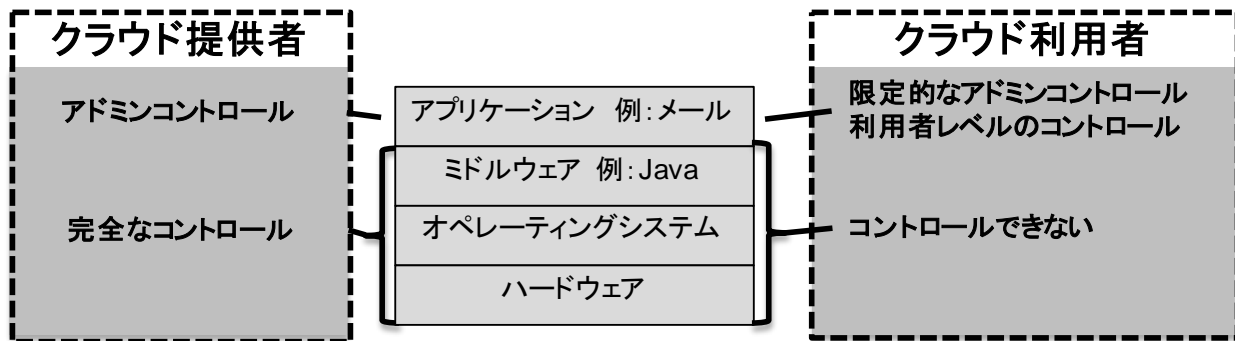 クラウド提供者
アドミンコントロール
完全なコントロール
アプリケーション 例：メール
ミドルウェア 例：Java
オペレーティングシステム
ハードウェア
クラウド利用者
限定的なアドミンコントロール
利用者レベルのコントロール
コントロールできない